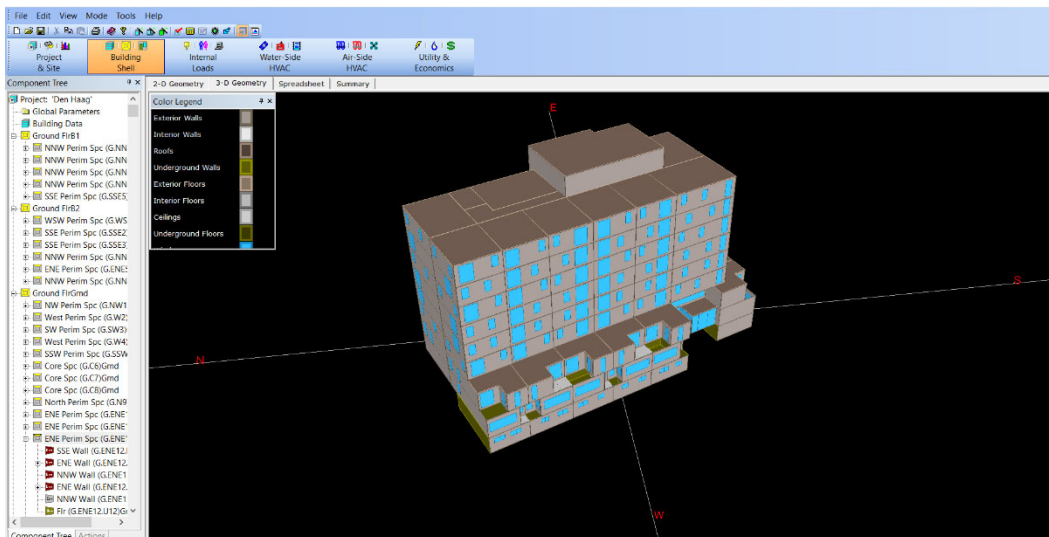 File Edit View Mode Tools Help
Project & Site
Building Shell
Internal Loads
Water-Side HVAC
Air-Side HVAC
Utility & Economics
Component Tree
2-D Geometry 3-D Geometry Spreadsheet Summary
Project: 'Den Haag'
Global Parameters
Building Data
Ground FlrB1
NNW Perim Spc (G.NN
NNW Perim Spc (G.NN
NNW Perim Spc (G.NN
NNW Perim Spc (G.NN
SSE Perim Spc (G.SSE5
Ground FlrB2
WSW Perim Spc (G.WS
SSE Perim Spc (G.SSE2
SSE Perim Spc (G.SSE3
NNW Perim Spc (G.NN
ENE Perim Spc (G.ENE5
NNW Perim Spc (G.NN
Ground FlrGrnd
NW Perim Spc (G.NW1
West Perim Spc (G.W2)
SW Perim Spc (G.SW3)
West Perim Spc (G.W4)
SSW Perim Spc (G.SSW
Core Spc (G.C6)Grnd
Core Spc (G.C7)Grnd
Core Spc (G.C8)Grnd
North Perim Spc (G.N9
ENE Perim Spc (G.ENE1
ENE Perim Spc (G.ENE1
ENE Perim Spc (G.ENE1
SSE Wall (G.ENE12.
ENE Wall (G.ENE12.
NNW Wall (G.ENE1
ENE Wall (G.ENE12.
NNW Wall (G.ENE1
Flr (G.ENE12.U12)Gr
Component Tree Actions
Color Legend
Exterior Walls
Interior Walls
Roofs
Underground Walls
Exterior Floors
Interior Floors
Ceilings
Underground Floors
E
S
N
W